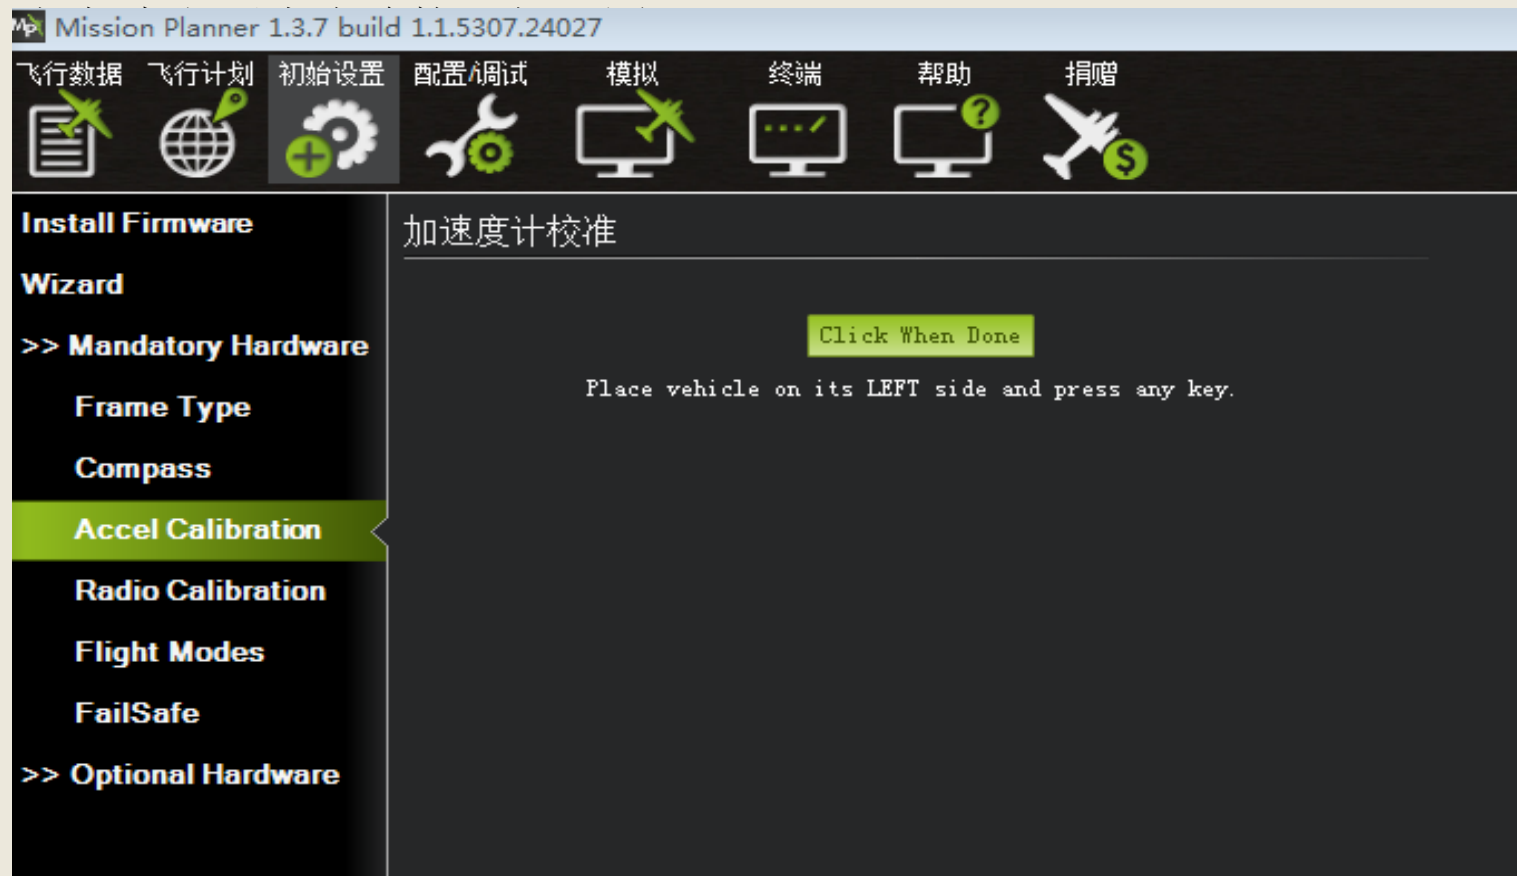 Mission Planner 1.3.7 build 1.1.5307.24027
飞行数据 飞行计划 初始设置 配置/调试 模拟 终端 帮助 捐赠
Install Firmware
加速度计校准
Wizard
Click When Done
>> Mandatory Hardware
Place vehicle on its LEFT side and press any key.
Frame Type
Compass
Accel Calibration
Radio Calibration
Flight Modes
FailSafe
>> Optional Hardware